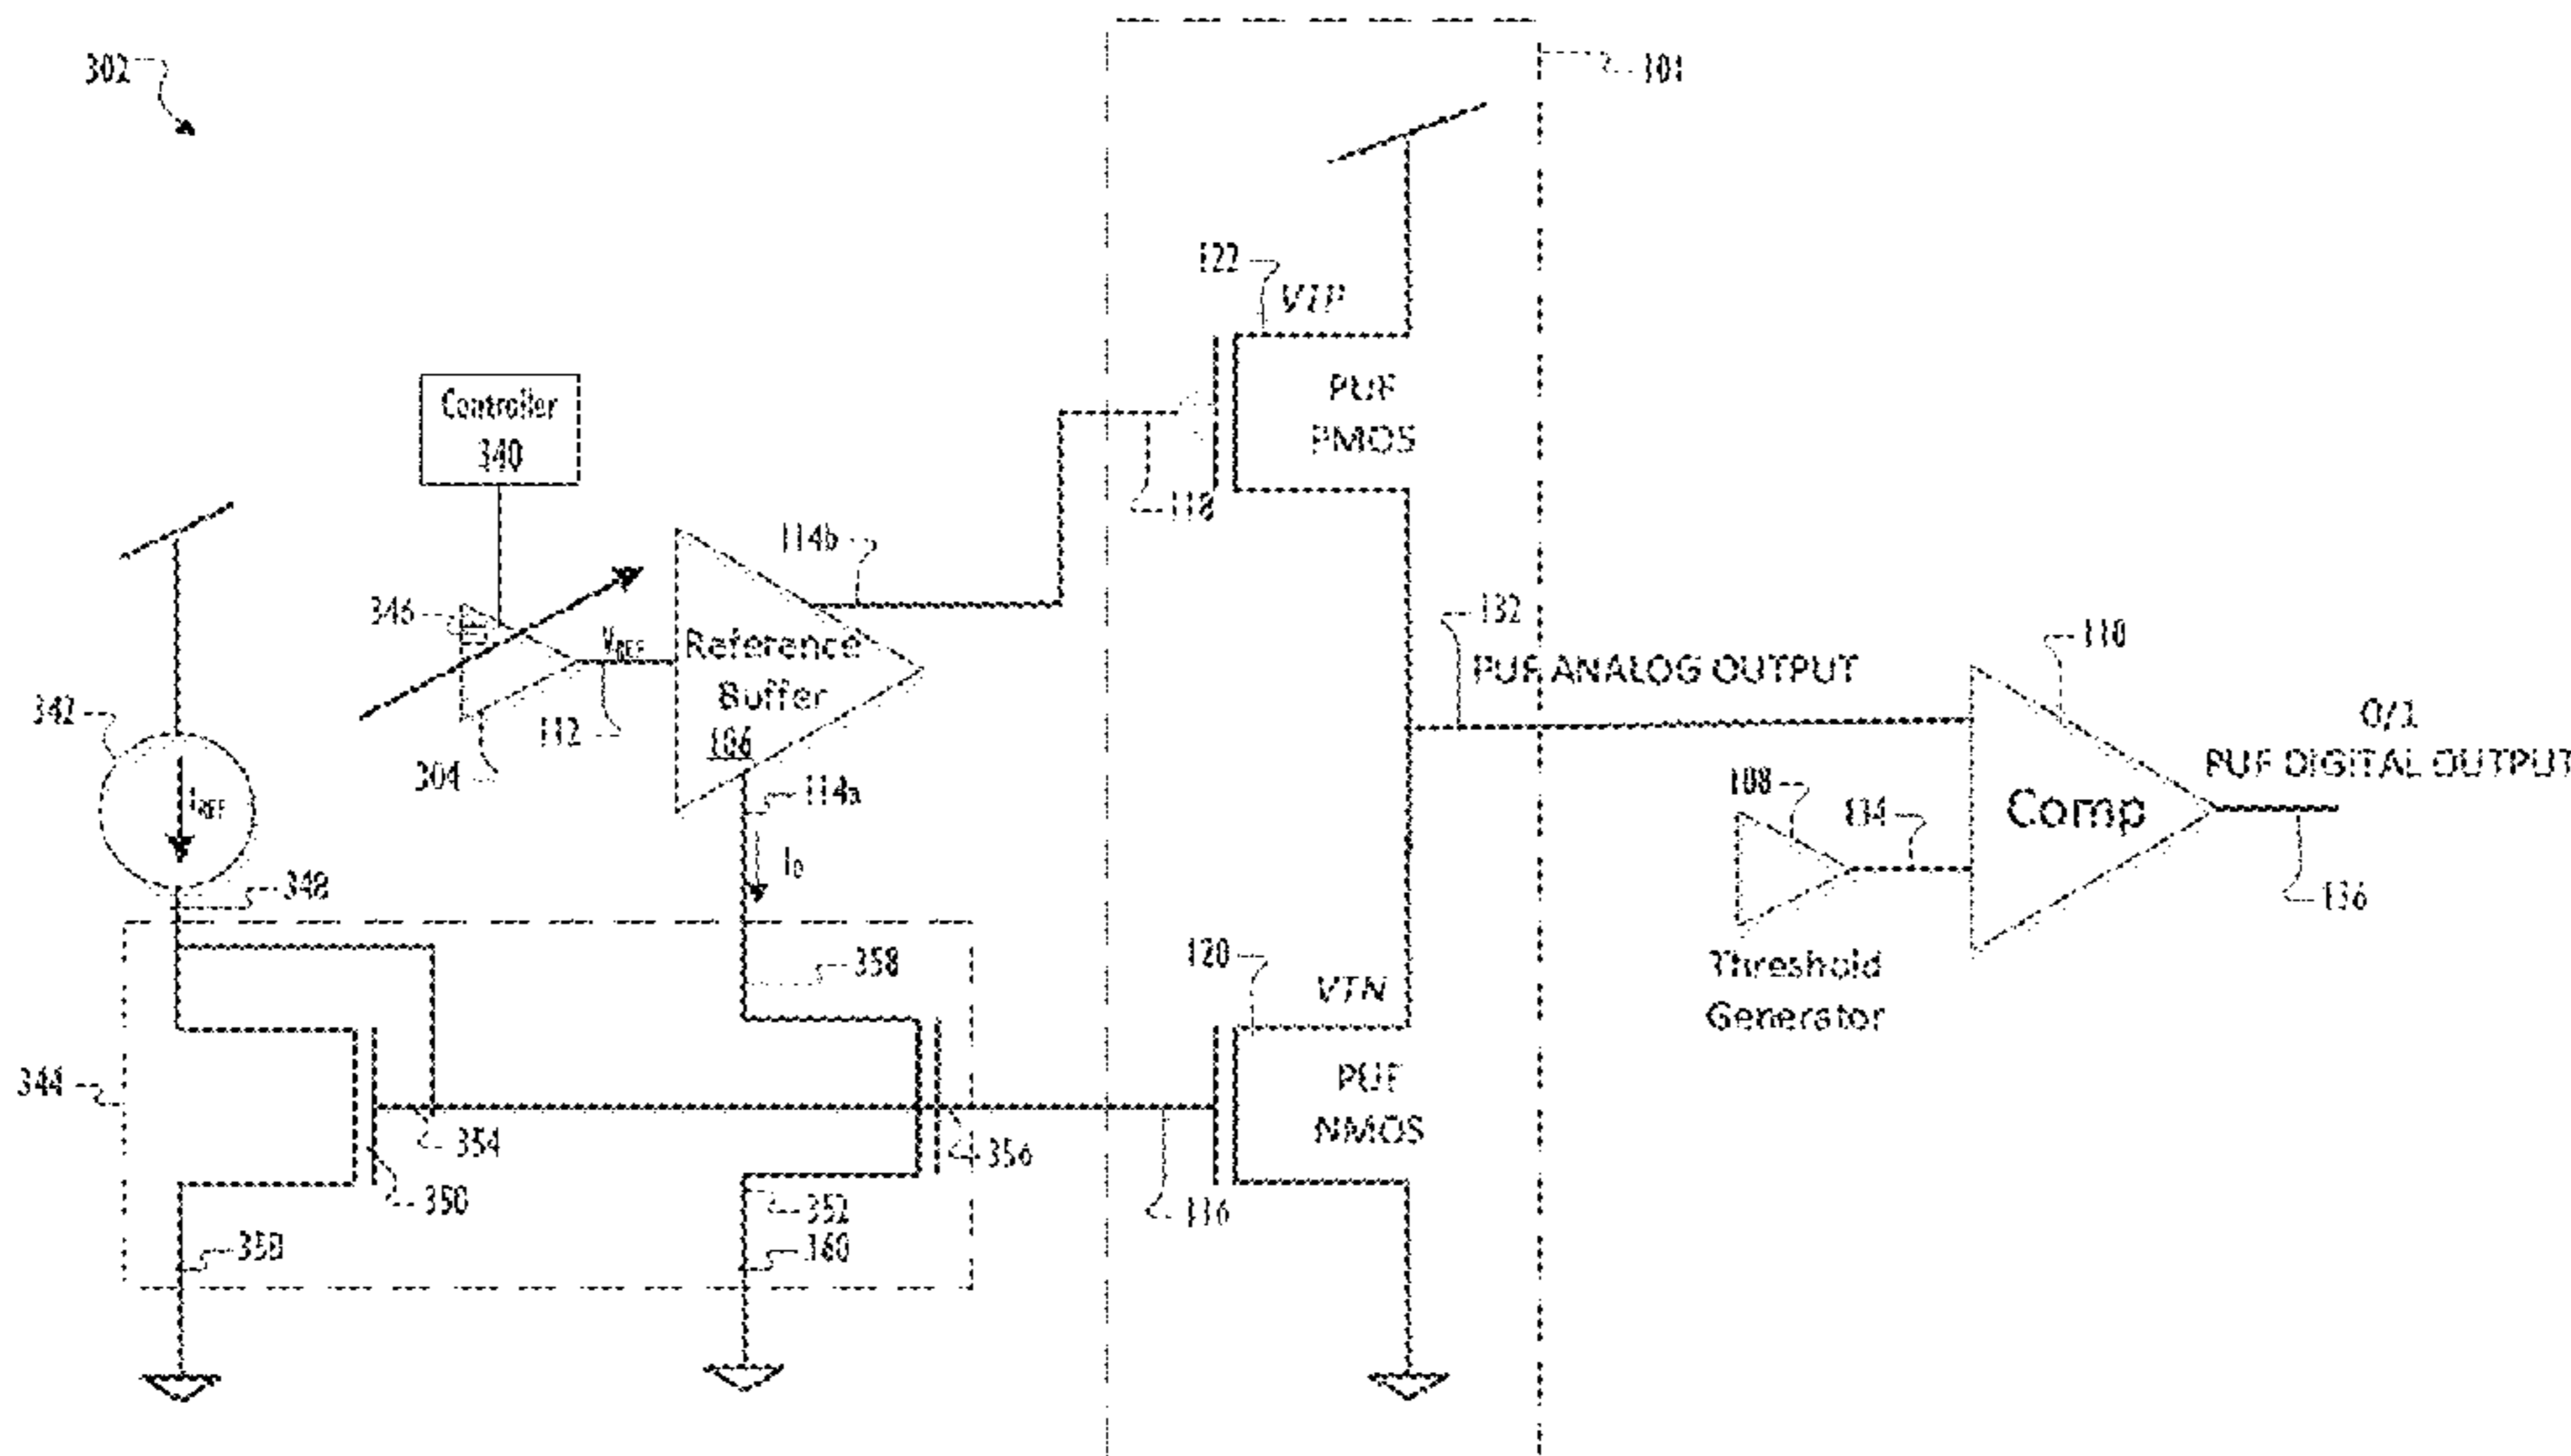 302
101
122
VTP
PUF
PMOS
118
Controller
340
114b
346
VREF
Reference
Buffer
106
112
304
114a
I0
342
IREF
348
132
PUF ANALOG OUTPUT
110
0/1
PUF DIGITAL OUTPUT
108
134
Comp
136
Threshold
Generator
120
VTN
PUF
NMOS
358
344
354
350
356
352
116
350
360